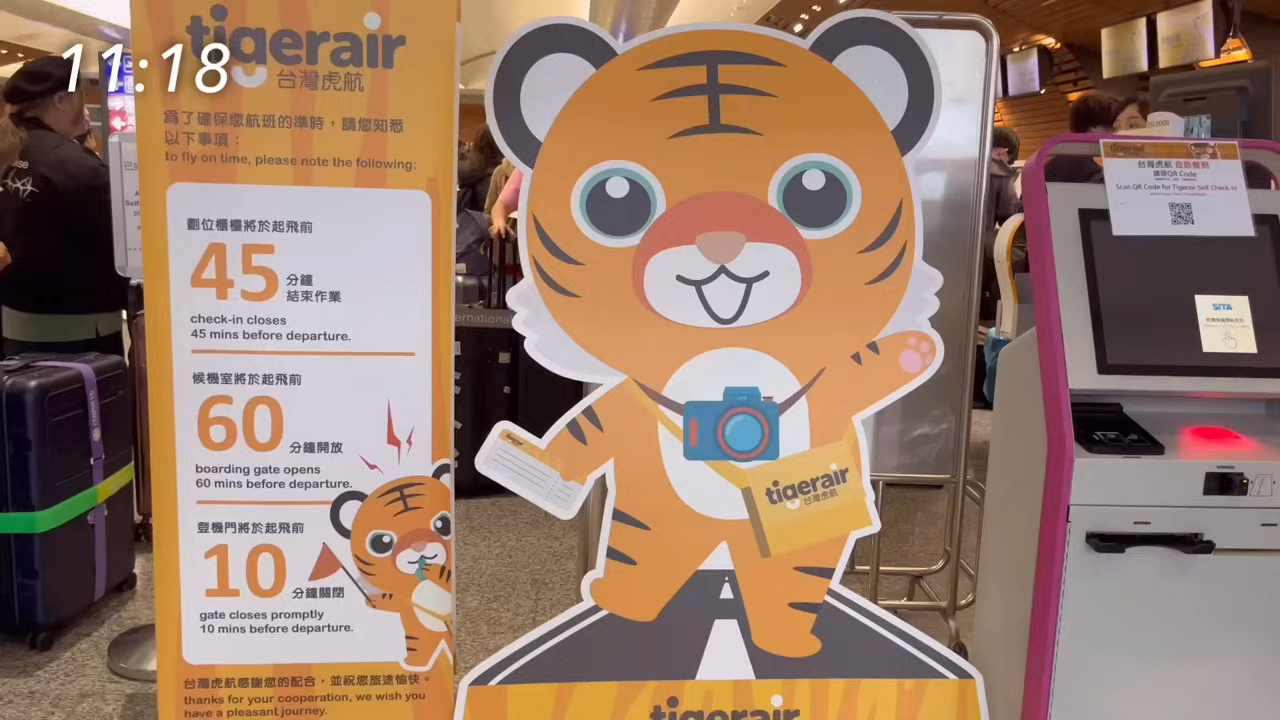 11:18
tigerair
台灣虎航
為了確保您航班的準時，請您知悉
以下事項：
to fly on time, please note the following:
劃位櫃檯將於起飛前
45 分鐘
結束作業
check-in closes
45 mins before departure.
候機室將於起飛前
60 分鐘開放
boarding gate opens
60 mins before departure.
登機門將於起飛前
10 分鐘關閉
gate closes promptly
10 mins before departure.
台灣虎航感謝您的配合，並祝您旅途愉快。
thanks for your cooperation, we wish you
have a pleasant journey.
tigerair
台灣虎航
tigerair
台灣虎航 自助報到
請掃QR Code
Scan QR Code for Tigerair Self Check-in
SITA